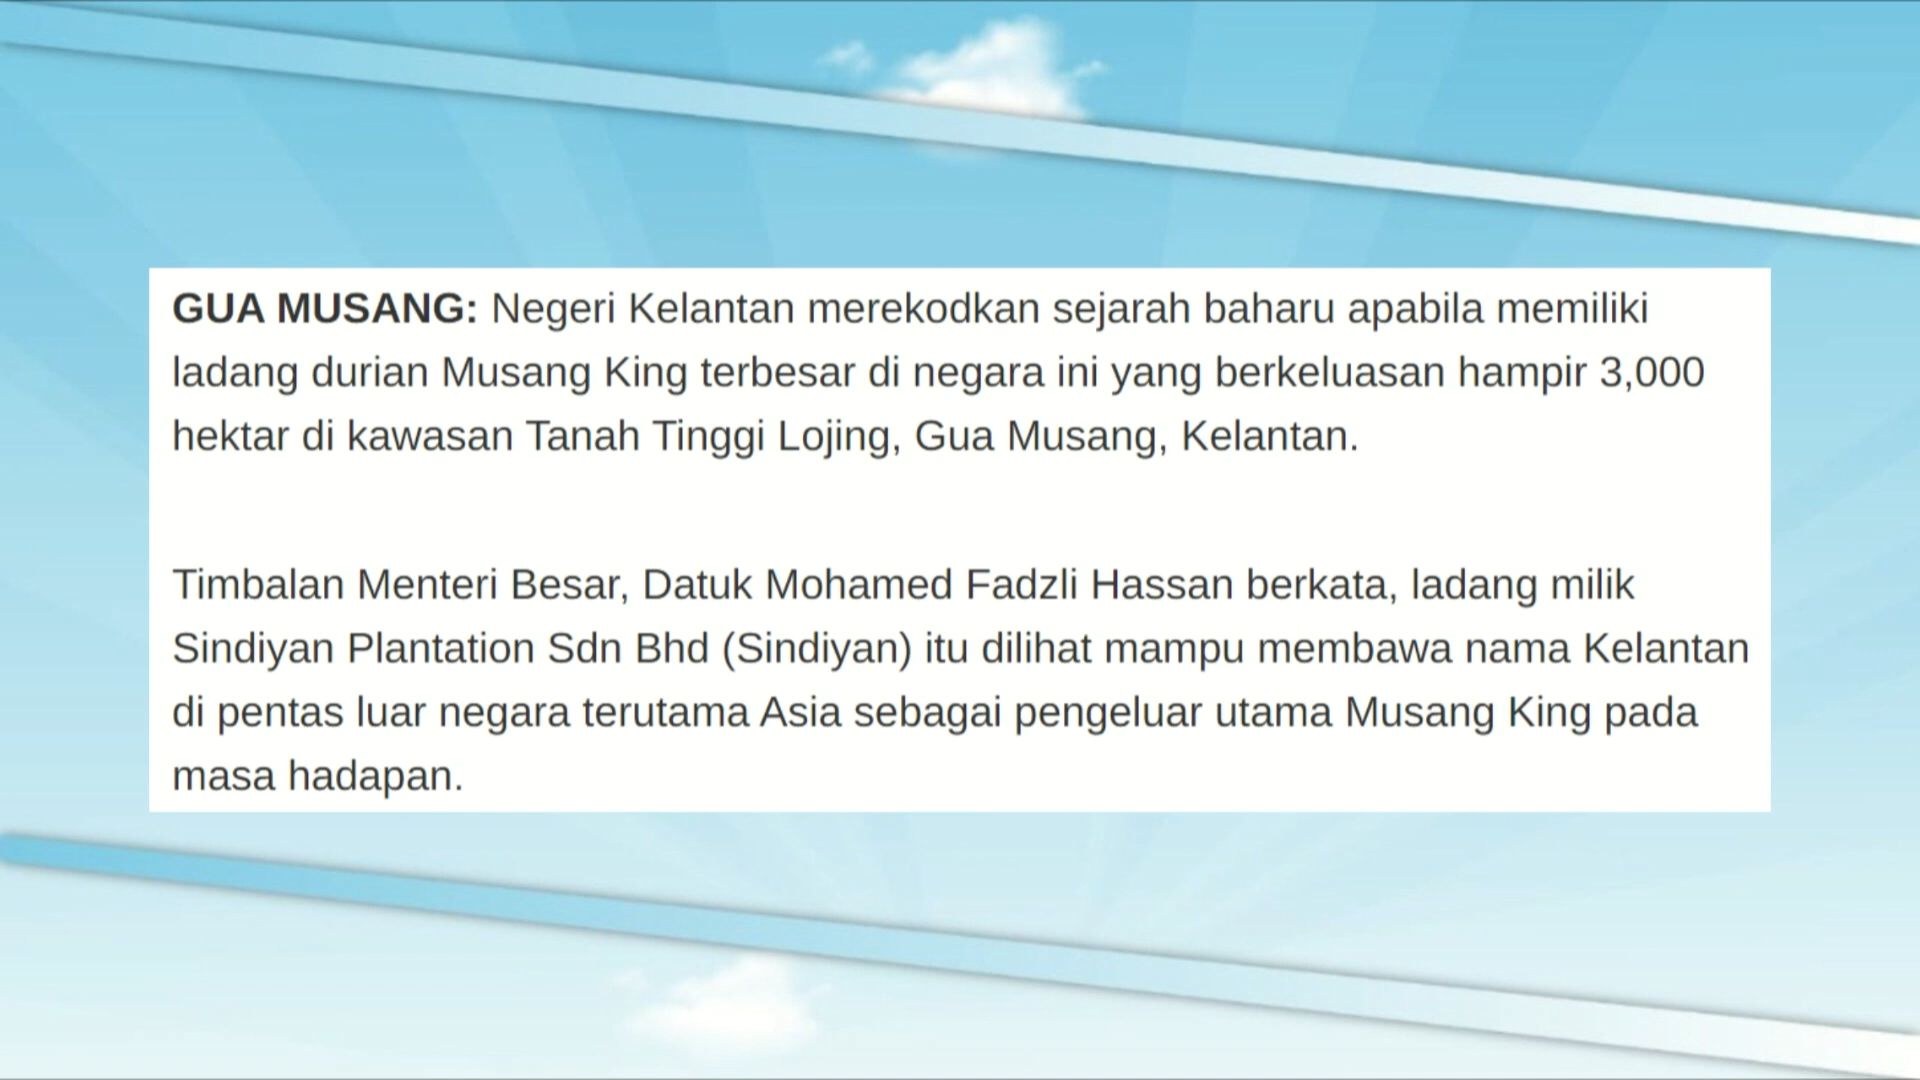 GUA MUSANG: Negeri Kelantan merekodkan sejarah baharu apabila memiliki
ladang durian Musang King terbesar di negara ini yang berkeluasan hampir 3,000
hektar di kawasan Tanah Tinggi Lojing, Gua Musang, Kelantan.
Timbalan Menteri Besar, Datuk Mohamed Fadzli Hassan berkata, ladang milik
Sindiyan Plantation Sdn Bhd (Sindiyan) itu dilihat mampu membawa nama Kelantan
di pentas luar negara terutama Asia sebagai pengeluar utama Musang King pada
masa hadapan.